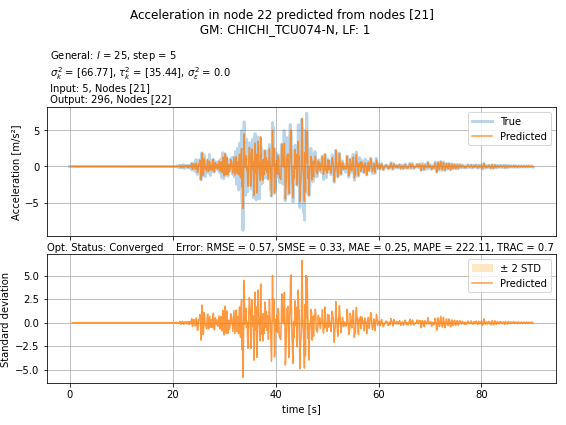 Acceleration in node 22 predicted from nodes [21]
GM: CHICHI_TCU074-N, LF: 1
General: l = 25, step = 5
σ²ₖ = [66.77], τ²ₖ = [35.44], σ²ε = 0.0
Input: 5, Nodes [21]
Output: 296, Nodes [22]
Acceleration [m/s²]
5
0
−5
True
Predicted
Opt. Status: Converged Error: RMSE = 0.57, SMSE = 0.33, MAE = 0.25, MAPE = 222.11, TRAC = 0.7
Standard deviation
5.0
2.5
0.0
−2.5
−5.0
± 2 STD
Predicted
0 20 40 60 80
time [s]